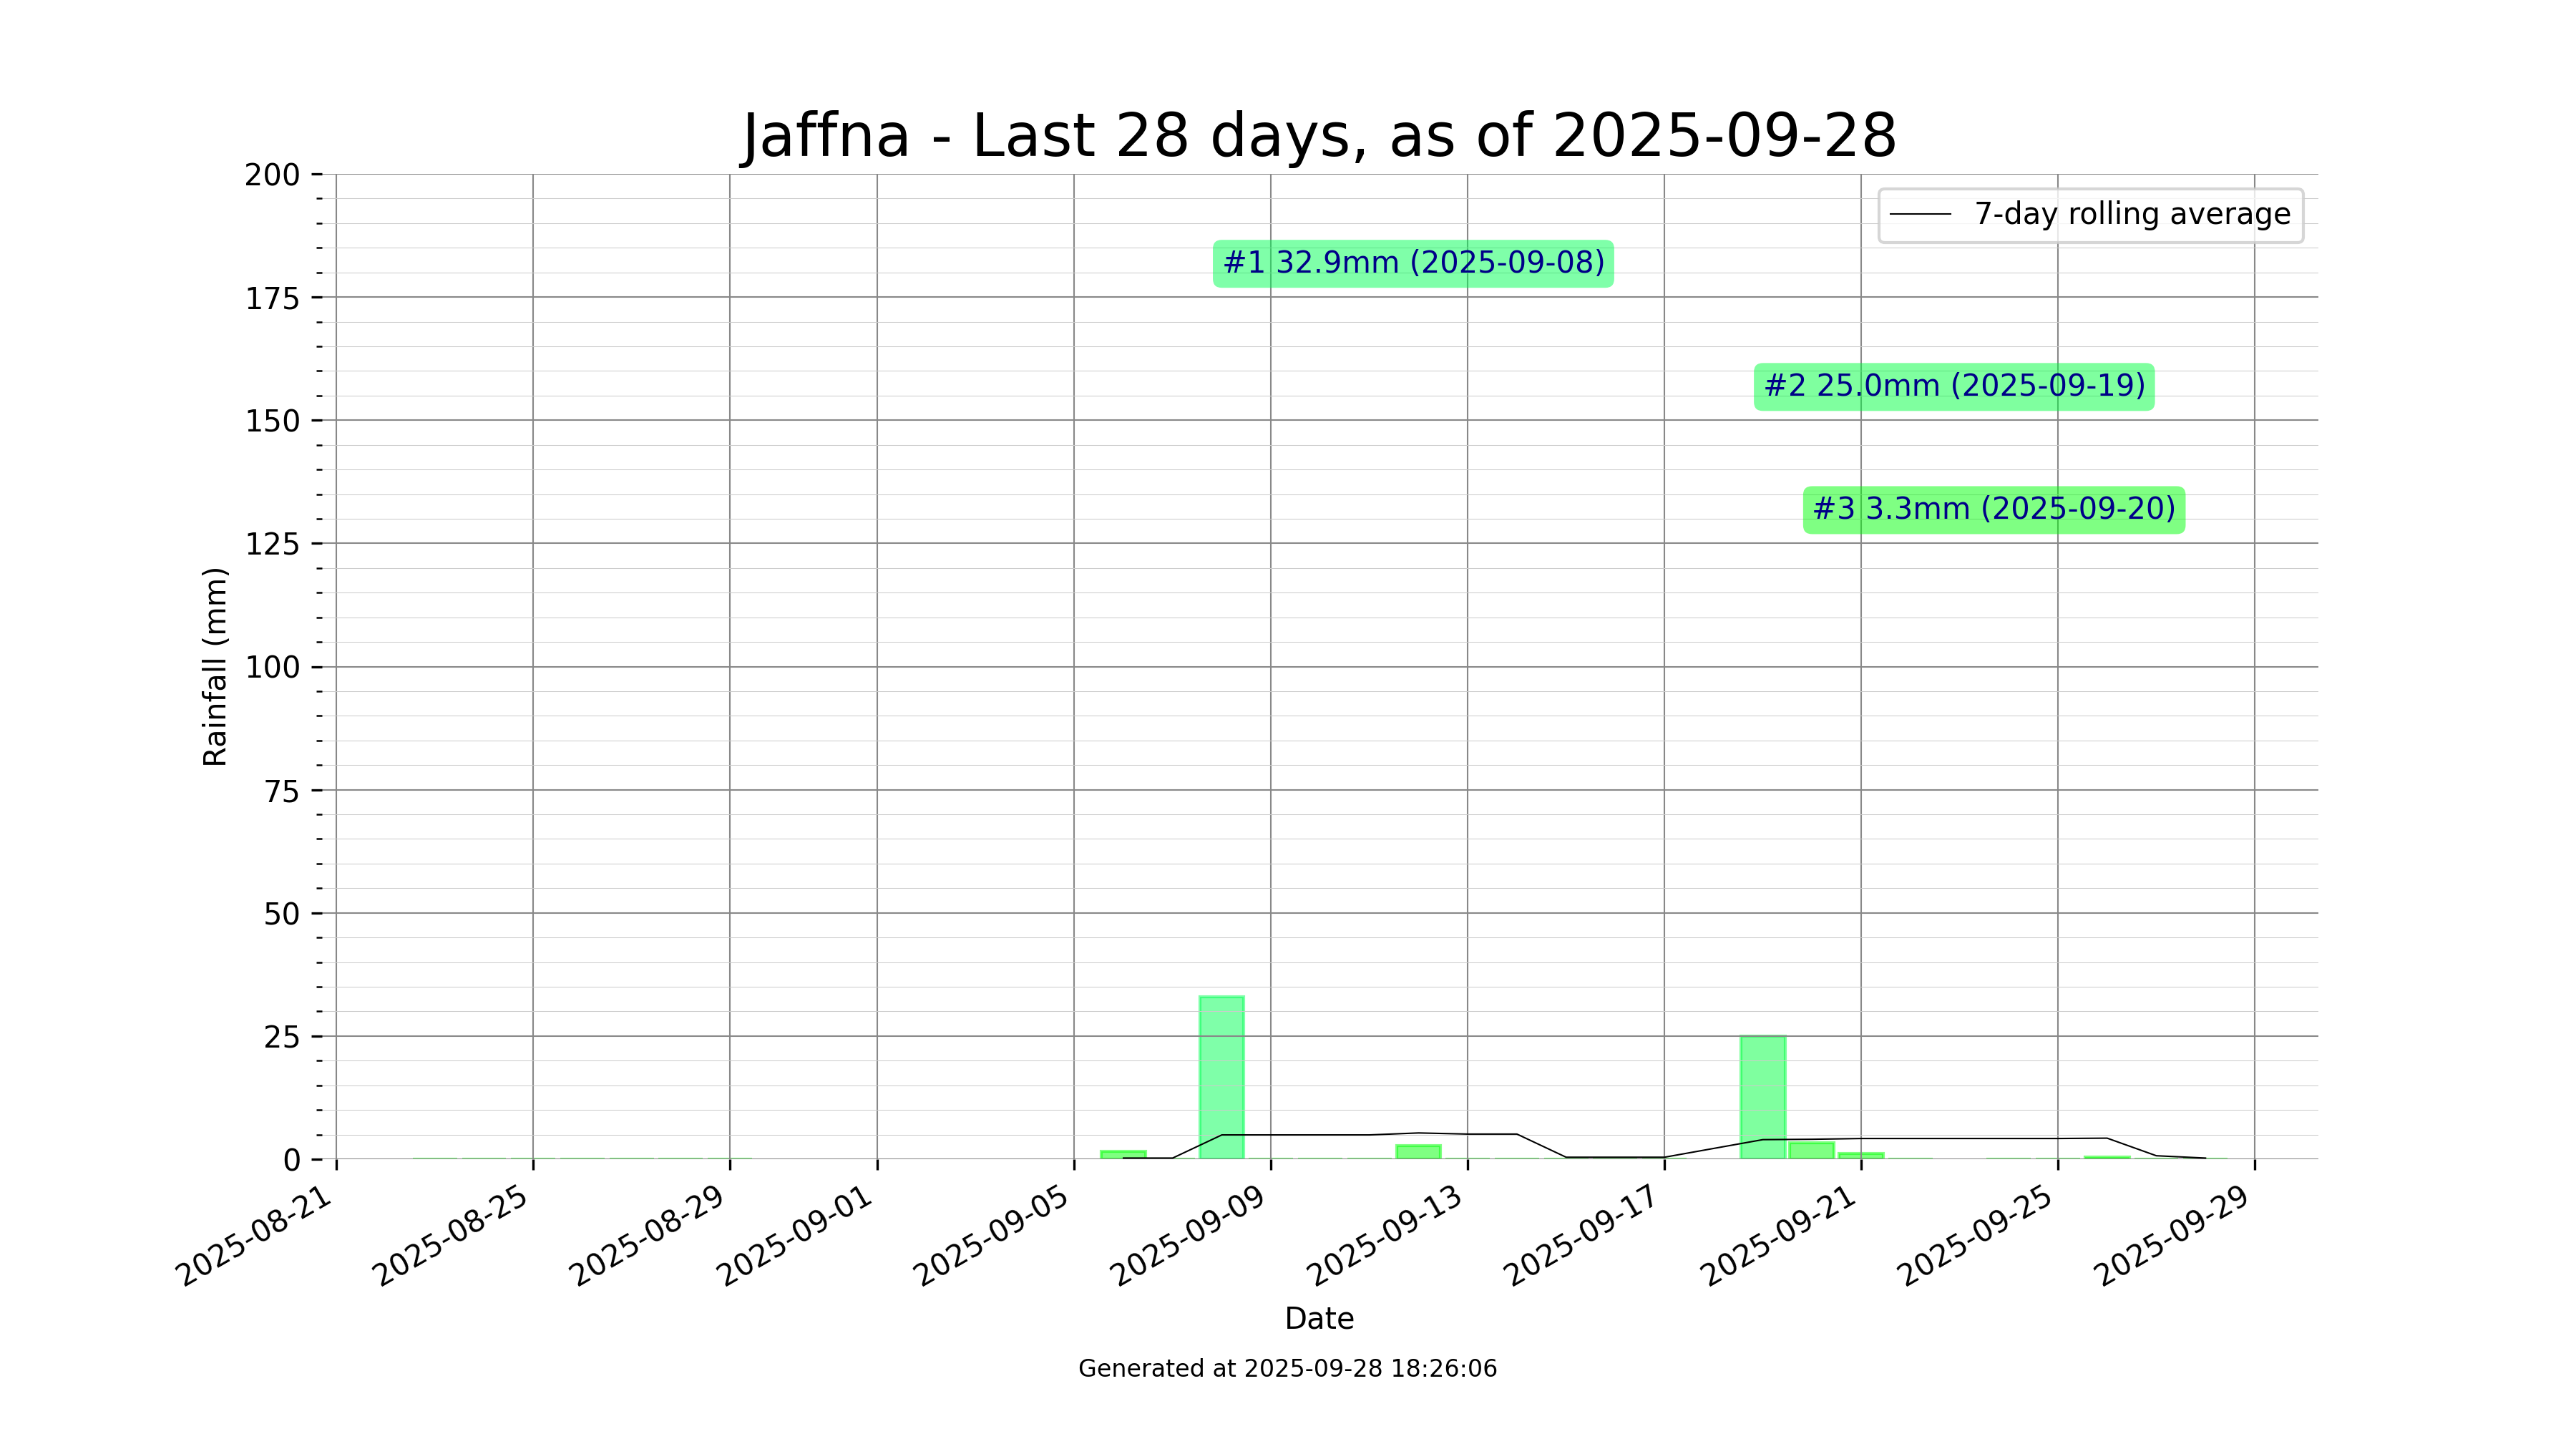 Jaffna - Last 28 days, as of 2025-09-28
200
175
150
125
100
75
50
25
0
Rainfall (mm)
7-day rolling average
#1 32.9mm (2025-09-08)
#2 25.0mm (2025-09-19)
#3 3.3mm (2025-09-20)
2025-08-21
2025-08-25
2025-08-29
2025-09-01
2025-09-05
2025-09-09
2025-09-13
2025-09-17
2025-09-21
2025-09-25
2025-09-29
Date
Generated at 2025-09-28 18:26:06